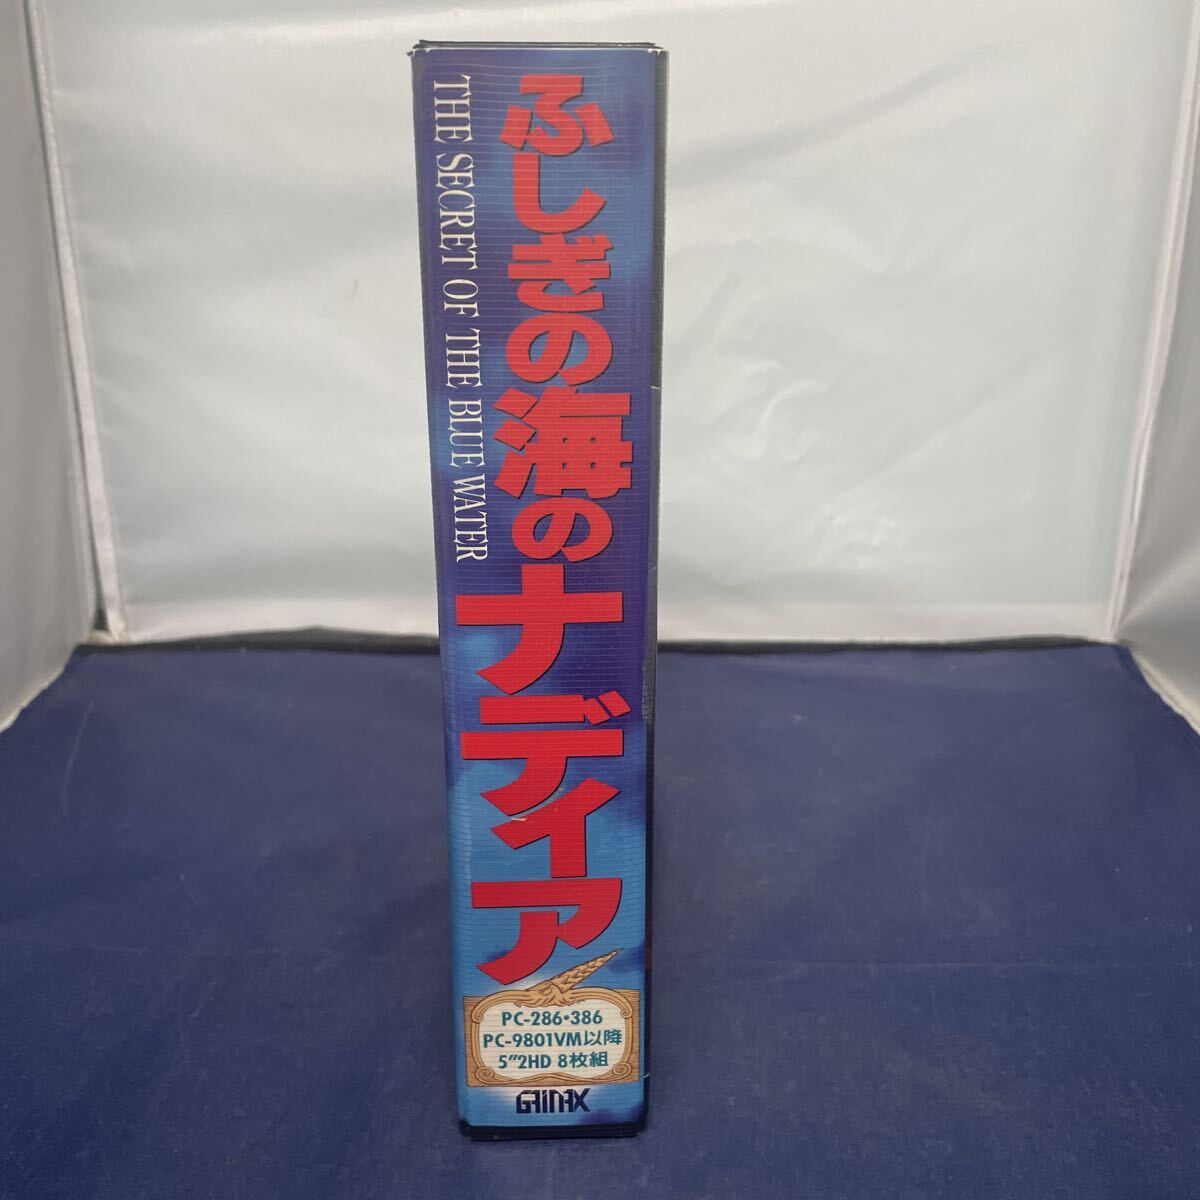 ふしぎの海のナディア
THE SECRET OF THE BLUE WATER
PC-286•386
PC-9801VM以降
5"2HD 8枚組
GAINAX